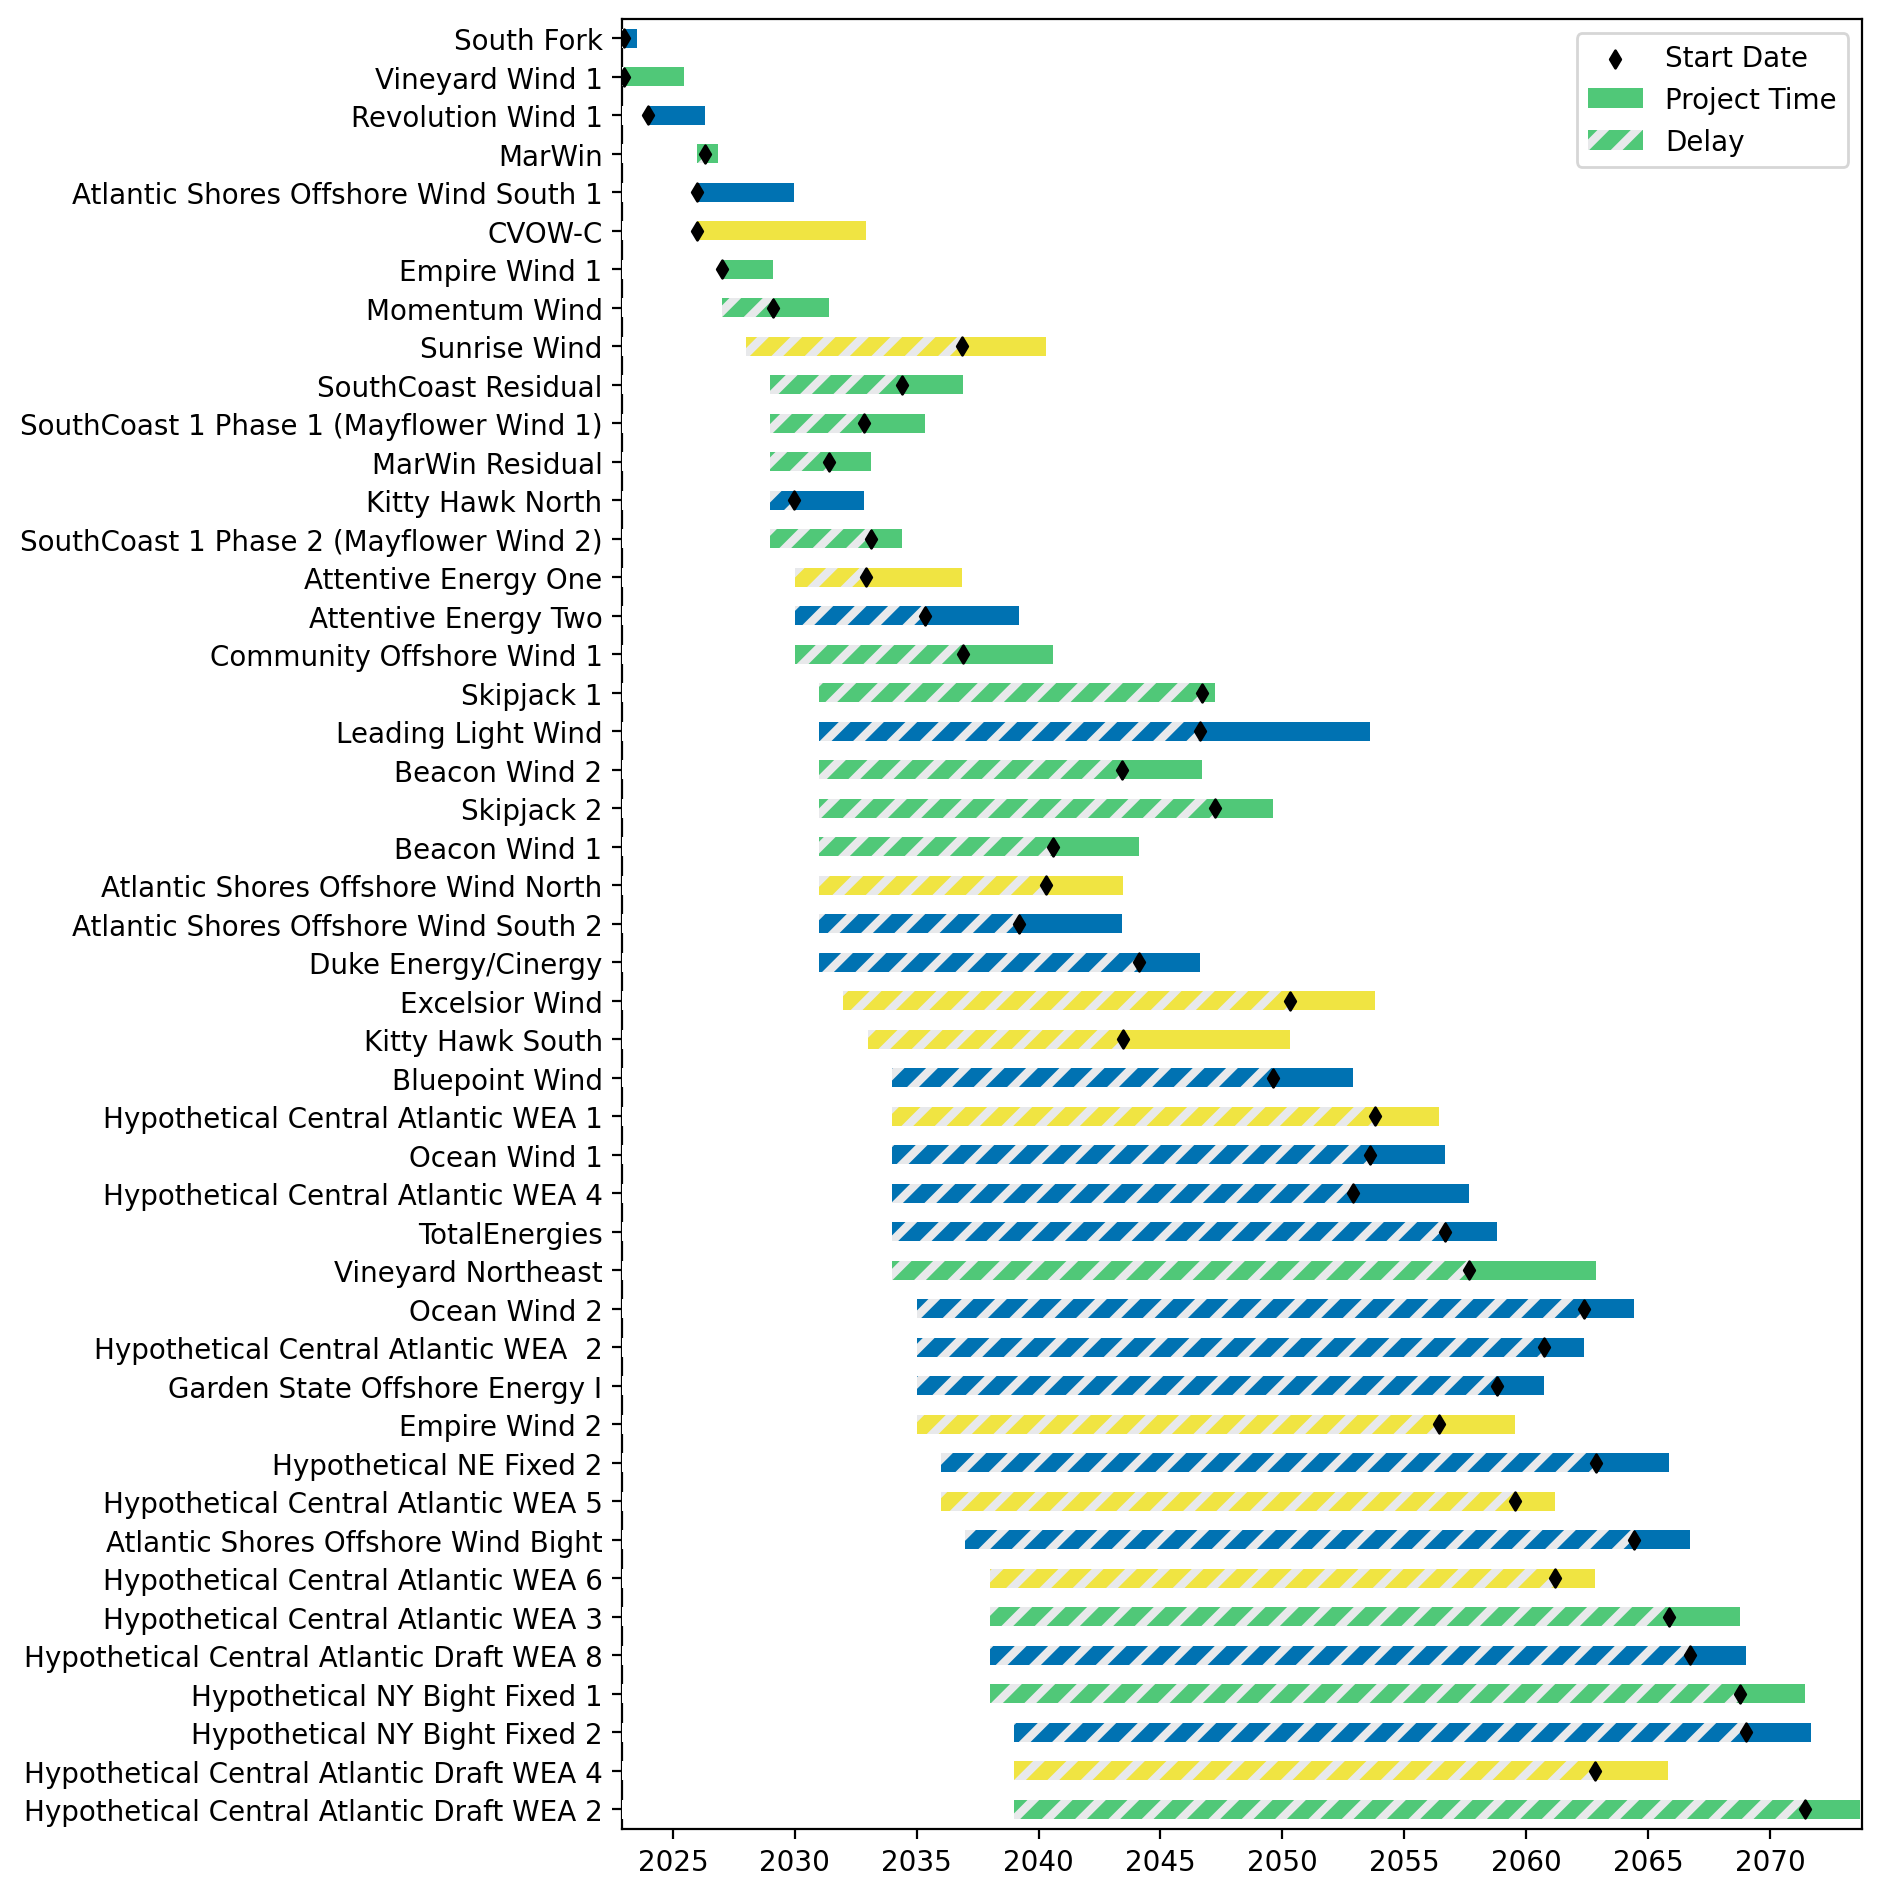 South Fork
Vineyard Wind 1
Revolution Wind 1
MarWin
Atlantic Shores Offshore Wind South 1
CVOW-C
Empire Wind 1
Momentum Wind
Sunrise Wind
SouthCoast Residual
SouthCoast 1 Phase 1 (Mayflower Wind 1)
MarWin Residual
Kitty Hawk North
SouthCoast 1 Phase 2 (Mayflower Wind 2)
Attentive Energy One
Attentive Energy Two
Community Offshore Wind 1
Skipjack 1
Leading Light Wind
Beacon Wind 2
Skipjack 2
Beacon Wind 1
Atlantic Shores Offshore Wind North
Atlantic Shores Offshore Wind South 2
Duke Energy/Cinergy
Excelsior Wind
Kitty Hawk South
Bluepoint Wind
Hypothetical Central Atlantic WEA 1
Ocean Wind 1
Hypothetical Central Atlantic WEA 4
TotalEnergies
Vineyard Northeast
Ocean Wind 2
Hypothetical Central Atlantic WEA  2
Garden State Offshore Energy I
Empire Wind 2
Hypothetical NE Fixed 2
Hypothetical Central Atlantic WEA 5
Atlantic Shores Offshore Wind Bight
Hypothetical Central Atlantic WEA 6
Hypothetical Central Atlantic WEA 3
Hypothetical Central Atlantic Draft WEA 8
Hypothetical NY Bight Fixed 1
Hypothetical NY Bight Fixed 2
Hypothetical Central Atlantic Draft WEA 4
Hypothetical Central Atlantic Draft WEA 2
Start Date
Project Time
Delay
2025 2030 2035 2040 2045 2050 2055 2060 2065 2070